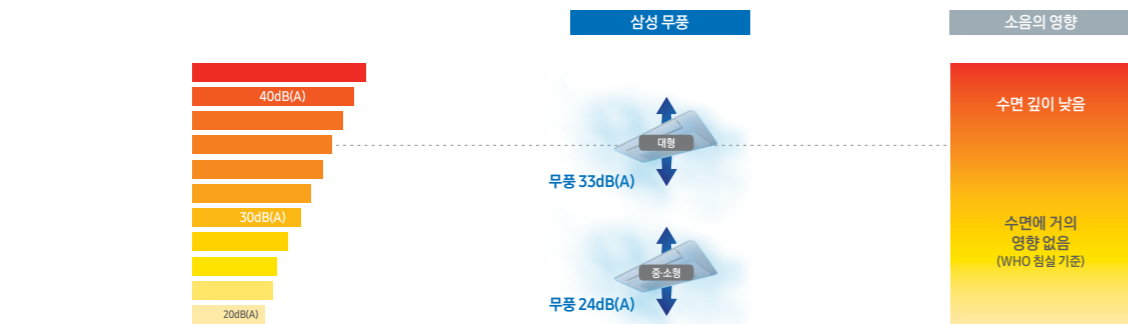 삼성 무풍
소음의 영향
40dB(A)
수면 깊이 낮음
대형
무풍 33dB(A)
30dB(A)
수면에 거의
영향 없음
(WHO 침실 기준)
중·소형
무풍 24dB(A)
20dB(A)